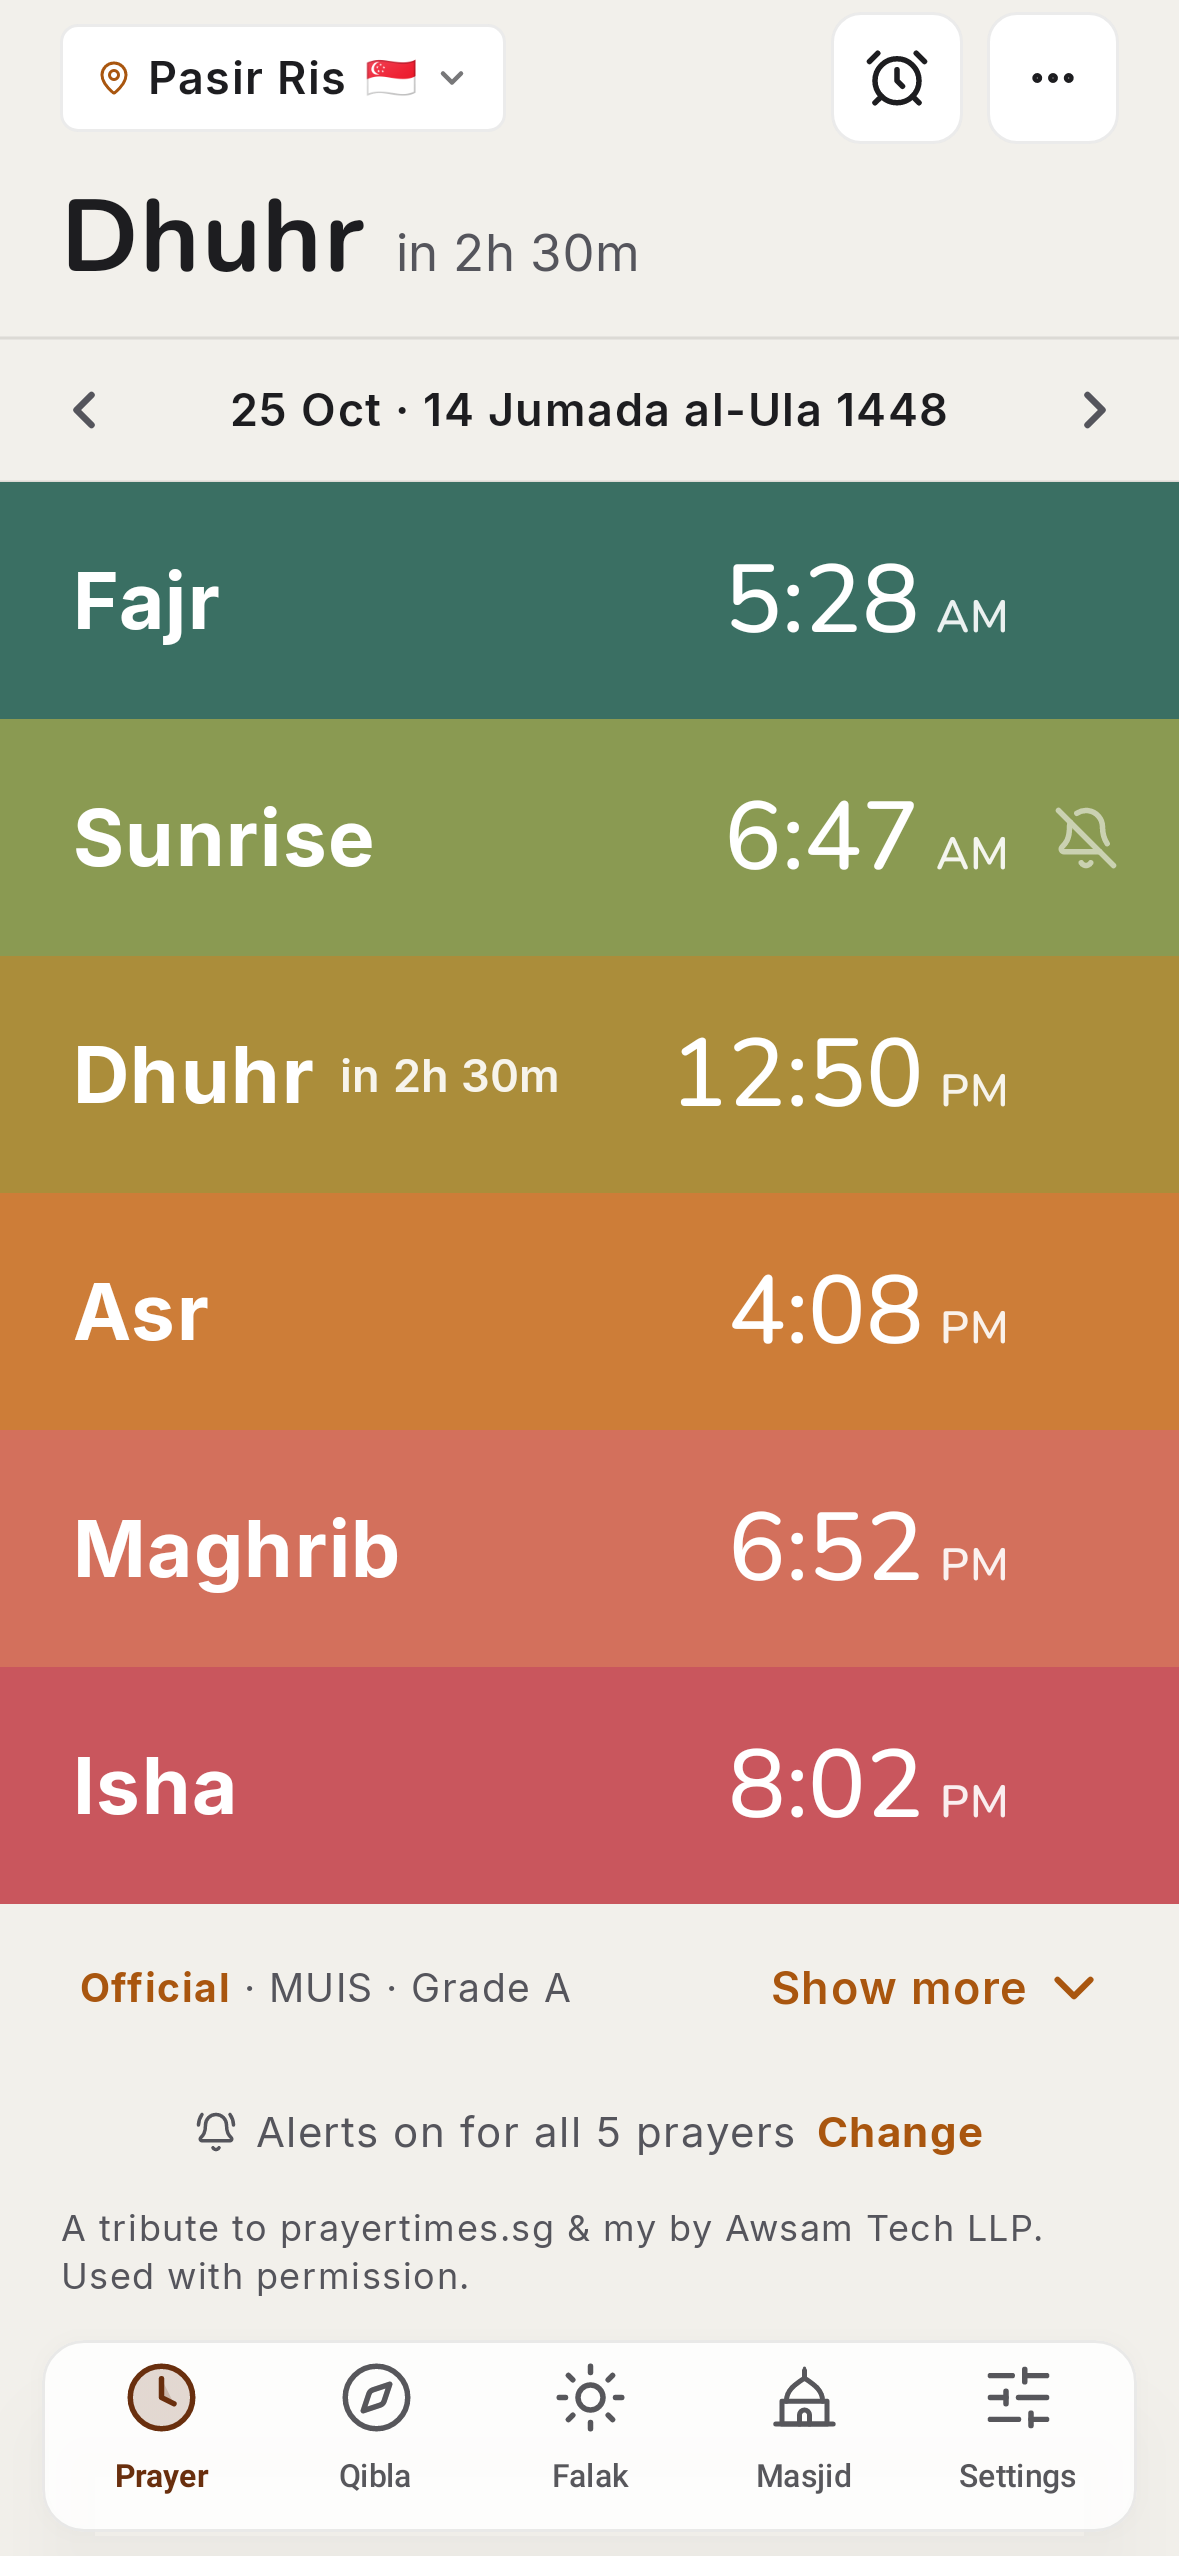 Pasir Ris
Dhuhr in 2h 30m
25 Oct · 14 Jumada al-Ula 1448
Fajr 5:28 AM
Sunrise 6:47 AM
Dhuhr in 2h 30m 12:50 PM
Asr 4:08 PM
Maghrib 6:52 PM
Isha 8:02 PM
Official · MUIS · Grade A Show more
Alerts on for all 5 prayers Change
A tribute to prayertimes.sg & my by Awsam Tech LLP.
Used with permission.
Prayer Qibla Falak Masjid Settings